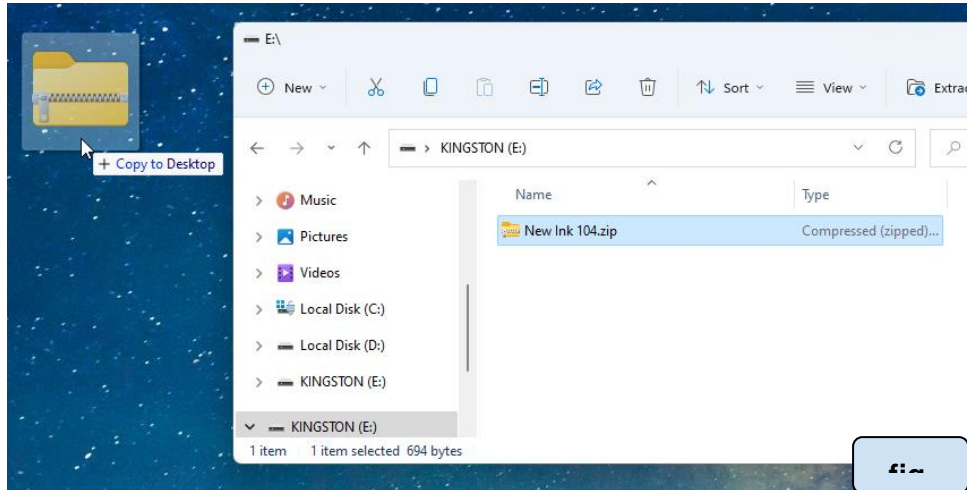 E:\
New
Sort
View
Extrac
KINGSTON (E:)
+ Copy to Desktop
Name
Type
Music
New Ink 104.zip
Compressed (zipped)...
Pictures
Videos
Local Disk (C:)
Local Disk (D:)
KINGSTON (E:)
KINGSTON (E:)
1 item 1 item selected 694 bytes